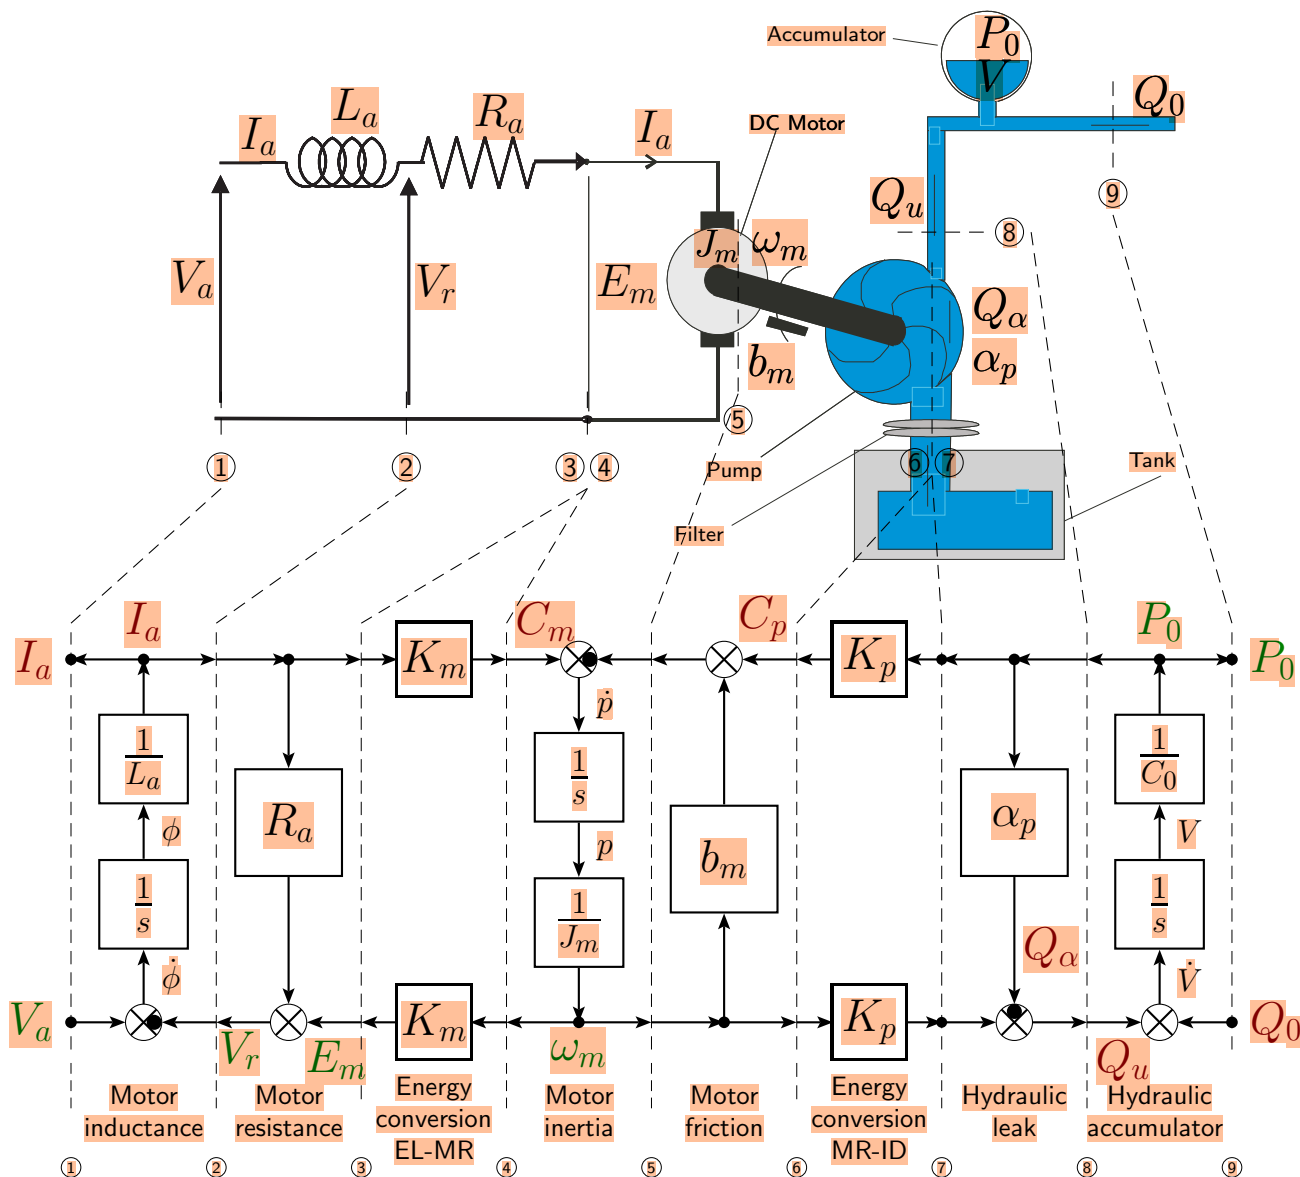 Accumulator
P₀
V
Q₀
DC Motor
Iₐ
Lₐ
Rₐ
Iₐ
Vₐ
Vᵣ
Eₘ
Jₘ
ωₘ
bₘ
Qᵤ
Q_α
αₚ
① ② ③ ④ ⑤ ⑥ ⑦ ⑧ ⑨
Pump
Filter
Tank
Iₐ
Iₐ
Kₘ
Cₘ
Cₚ
Kₚ
P₀
P₀
1/Lₐ
ϕ
1/s
ϕ̇
Rₐ
ṗ
1/s
p
1/Jₘ
bₘ
αₚ
Q_α
1/C₀
V
1/s
V̇
Vₐ
Vᵣ
Eₘ
Kₘ
ωₘ
Kₚ
Qᵤ
Q₀
Motor
inductance
Motor
resistance
Energy
conversion
EL-MR
Motor
inertia
Motor
friction
Energy
conversion
MR-ID
Hydraulic
leak
Hydraulic
accumulator
① ② ③ ④ ⑤ ⑥ ⑦ ⑧ ⑨